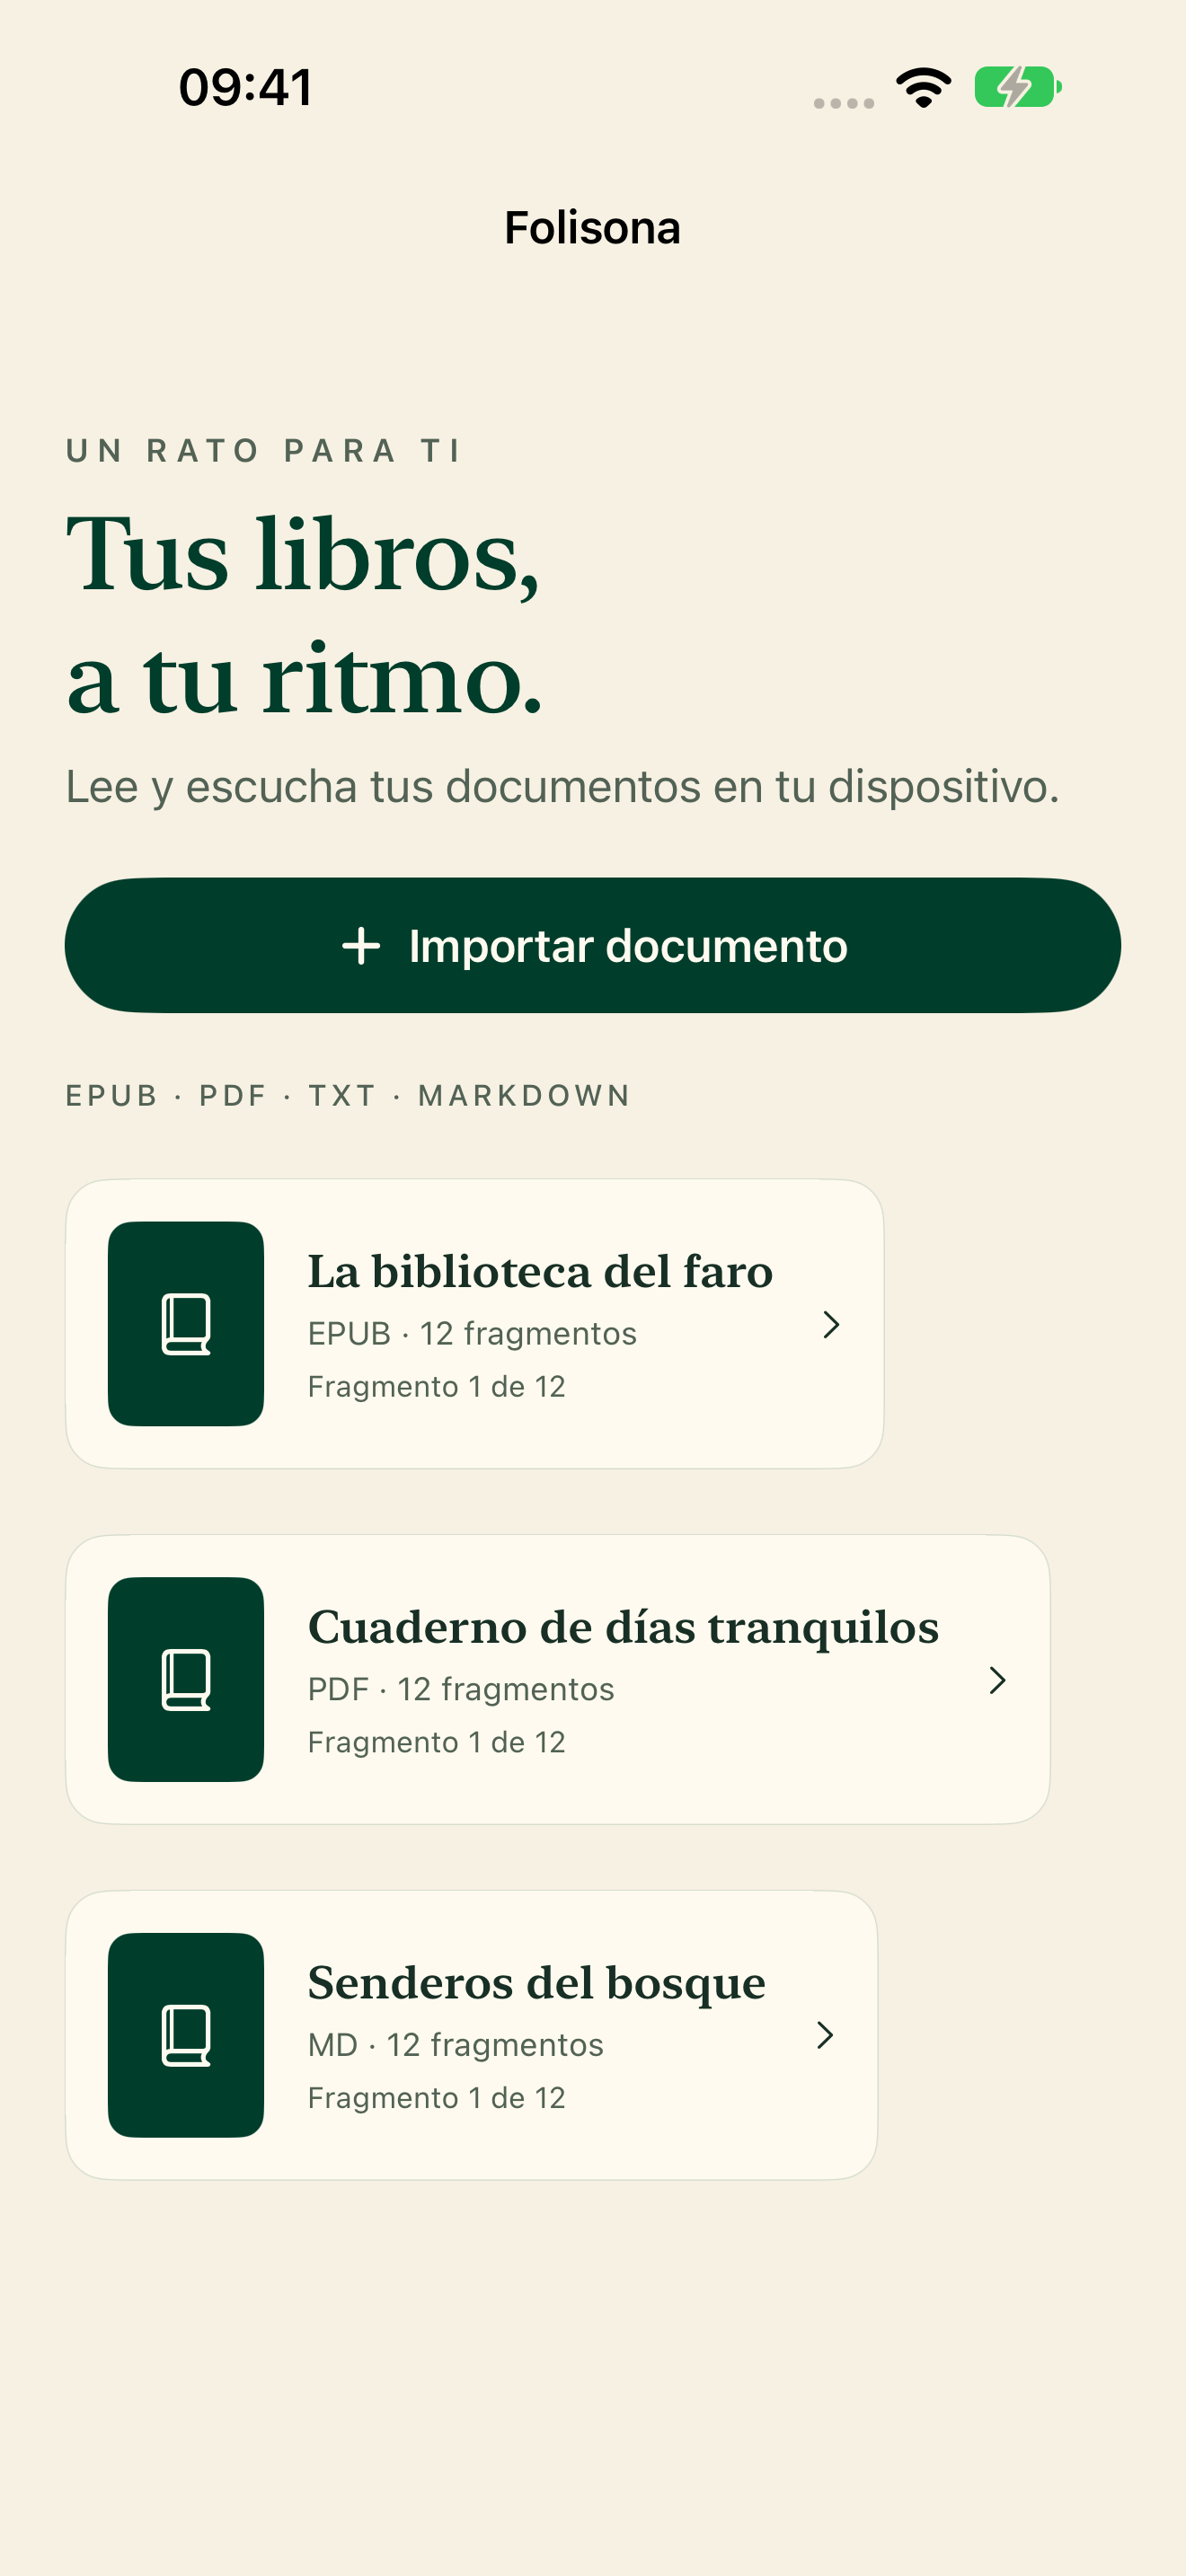 09:41
Folisona
UN RATO PARA TI
Tus libros,
a tu ritmo.
Lee y escucha tus documentos en tu dispositivo.
+ Importar documento
EPUB · PDF · TXT · MARKDOWN
La biblioteca del faro
EPUB · 12 fragmentos
Fragmento 1 de 12
Cuaderno de días tranquilos
PDF · 12 fragmentos
Fragmento 1 de 12
Senderos del bosque
MD · 12 fragmentos
Fragmento 1 de 12